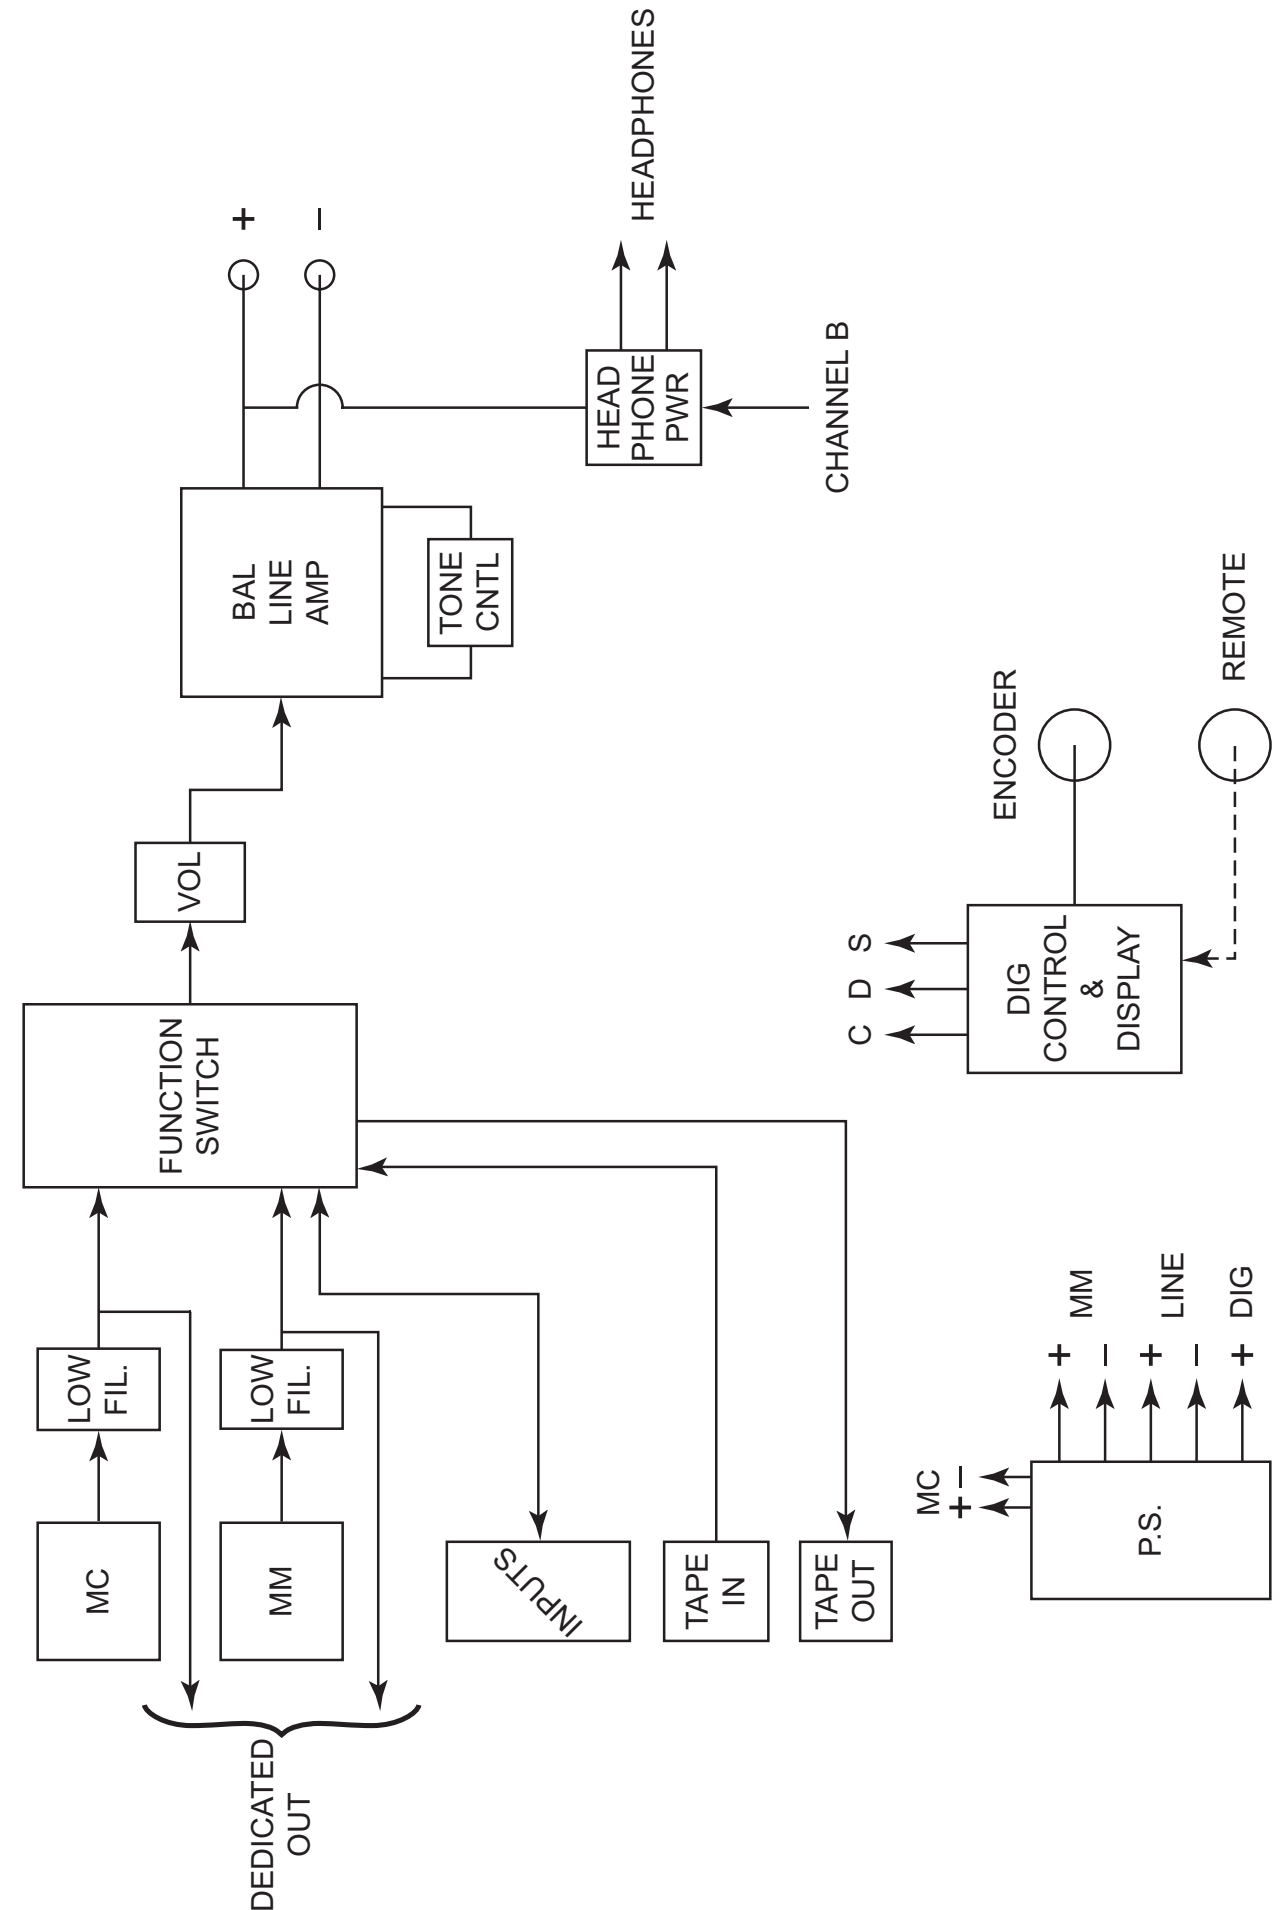 DEDICATED
OUT
MC
LOW
FIL.
MM
LOW
FIL.
INPUTS
TAPE
IN
TAPE
OUT
FUNCTION
SWITCH
VOL
BAL
LINE
AMP
TONE
CNTL
+
−
HEAD
PHONE
PWR
HEADPHONES
CHANNEL B
P.S.
MC
+ −
+
MM
−
+
LINE
−
+
DIG
C D S
DIG
CONTROL
&
DISPLAY
ENCODER
REMOTE